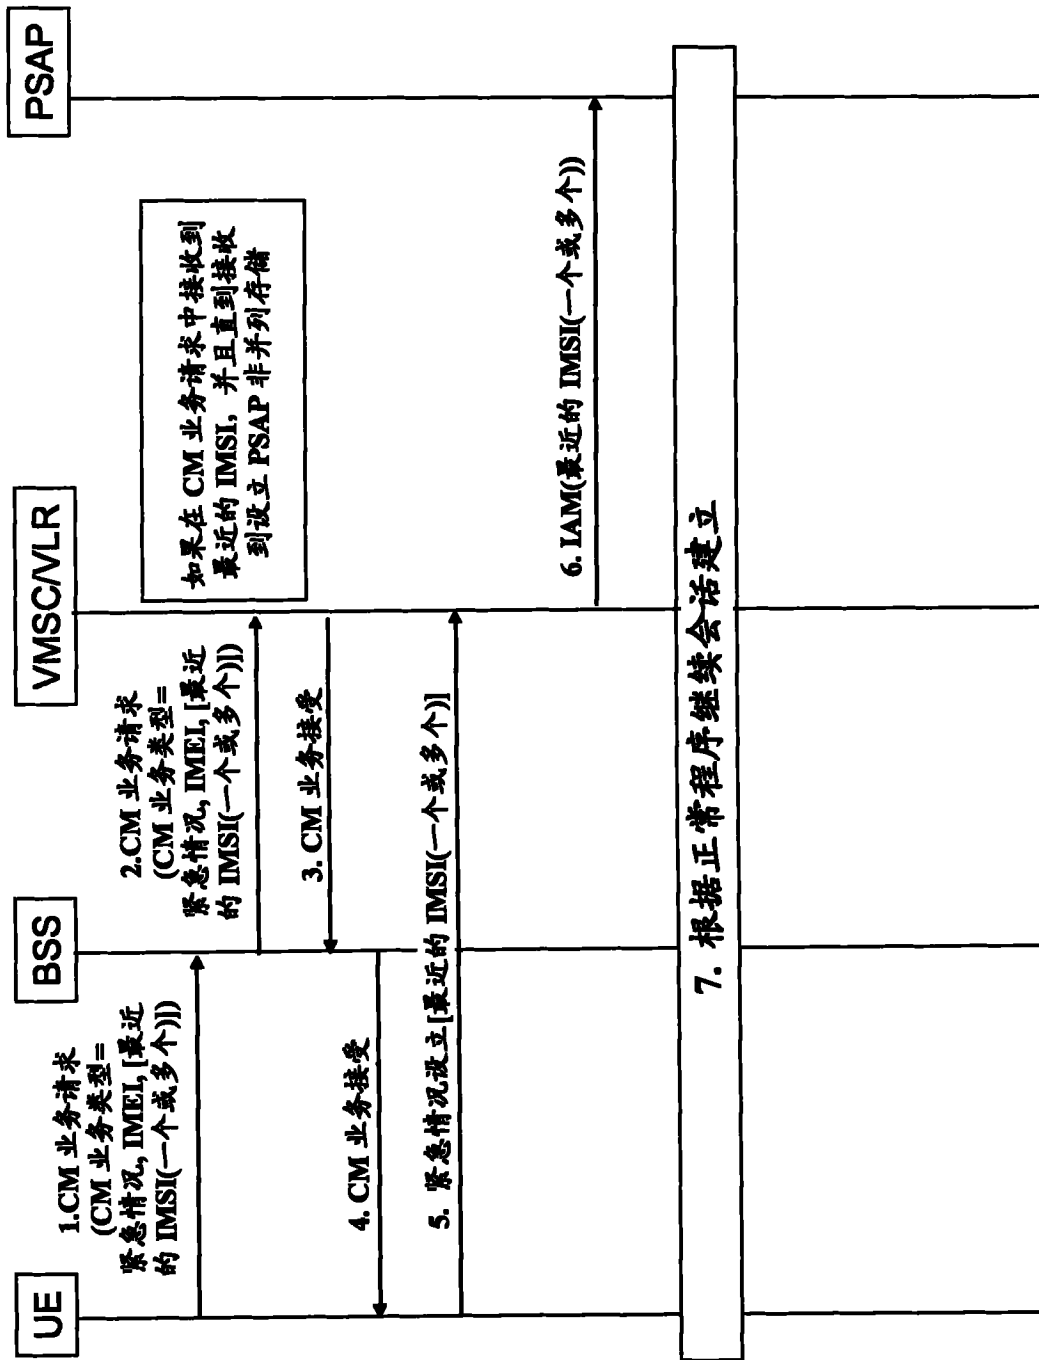 UE
BSS
VMSC/VLR
PSAP
1.CM 业务请求
(CM 业务类型=
紧急情况, IMEI, [最近
的 IMSI(一个或多个)])
2.CM 业务请求
(CM 业务类型=
紧急情况, IMEI, [最近
的 IMSI(一个或多个)])
如果在 CM 业务请求中接收到
最近的 IMSI，并且直到接收
到设立 PSAP 非并列存储
3. CM 业务接受
4. CM 业务接受
5. 紧急情况设立[最近的 IMSI(一个或多个)]
6. IAM(最近的 IMSI(一个或多个))
7. 根据正常程序继续会话建立